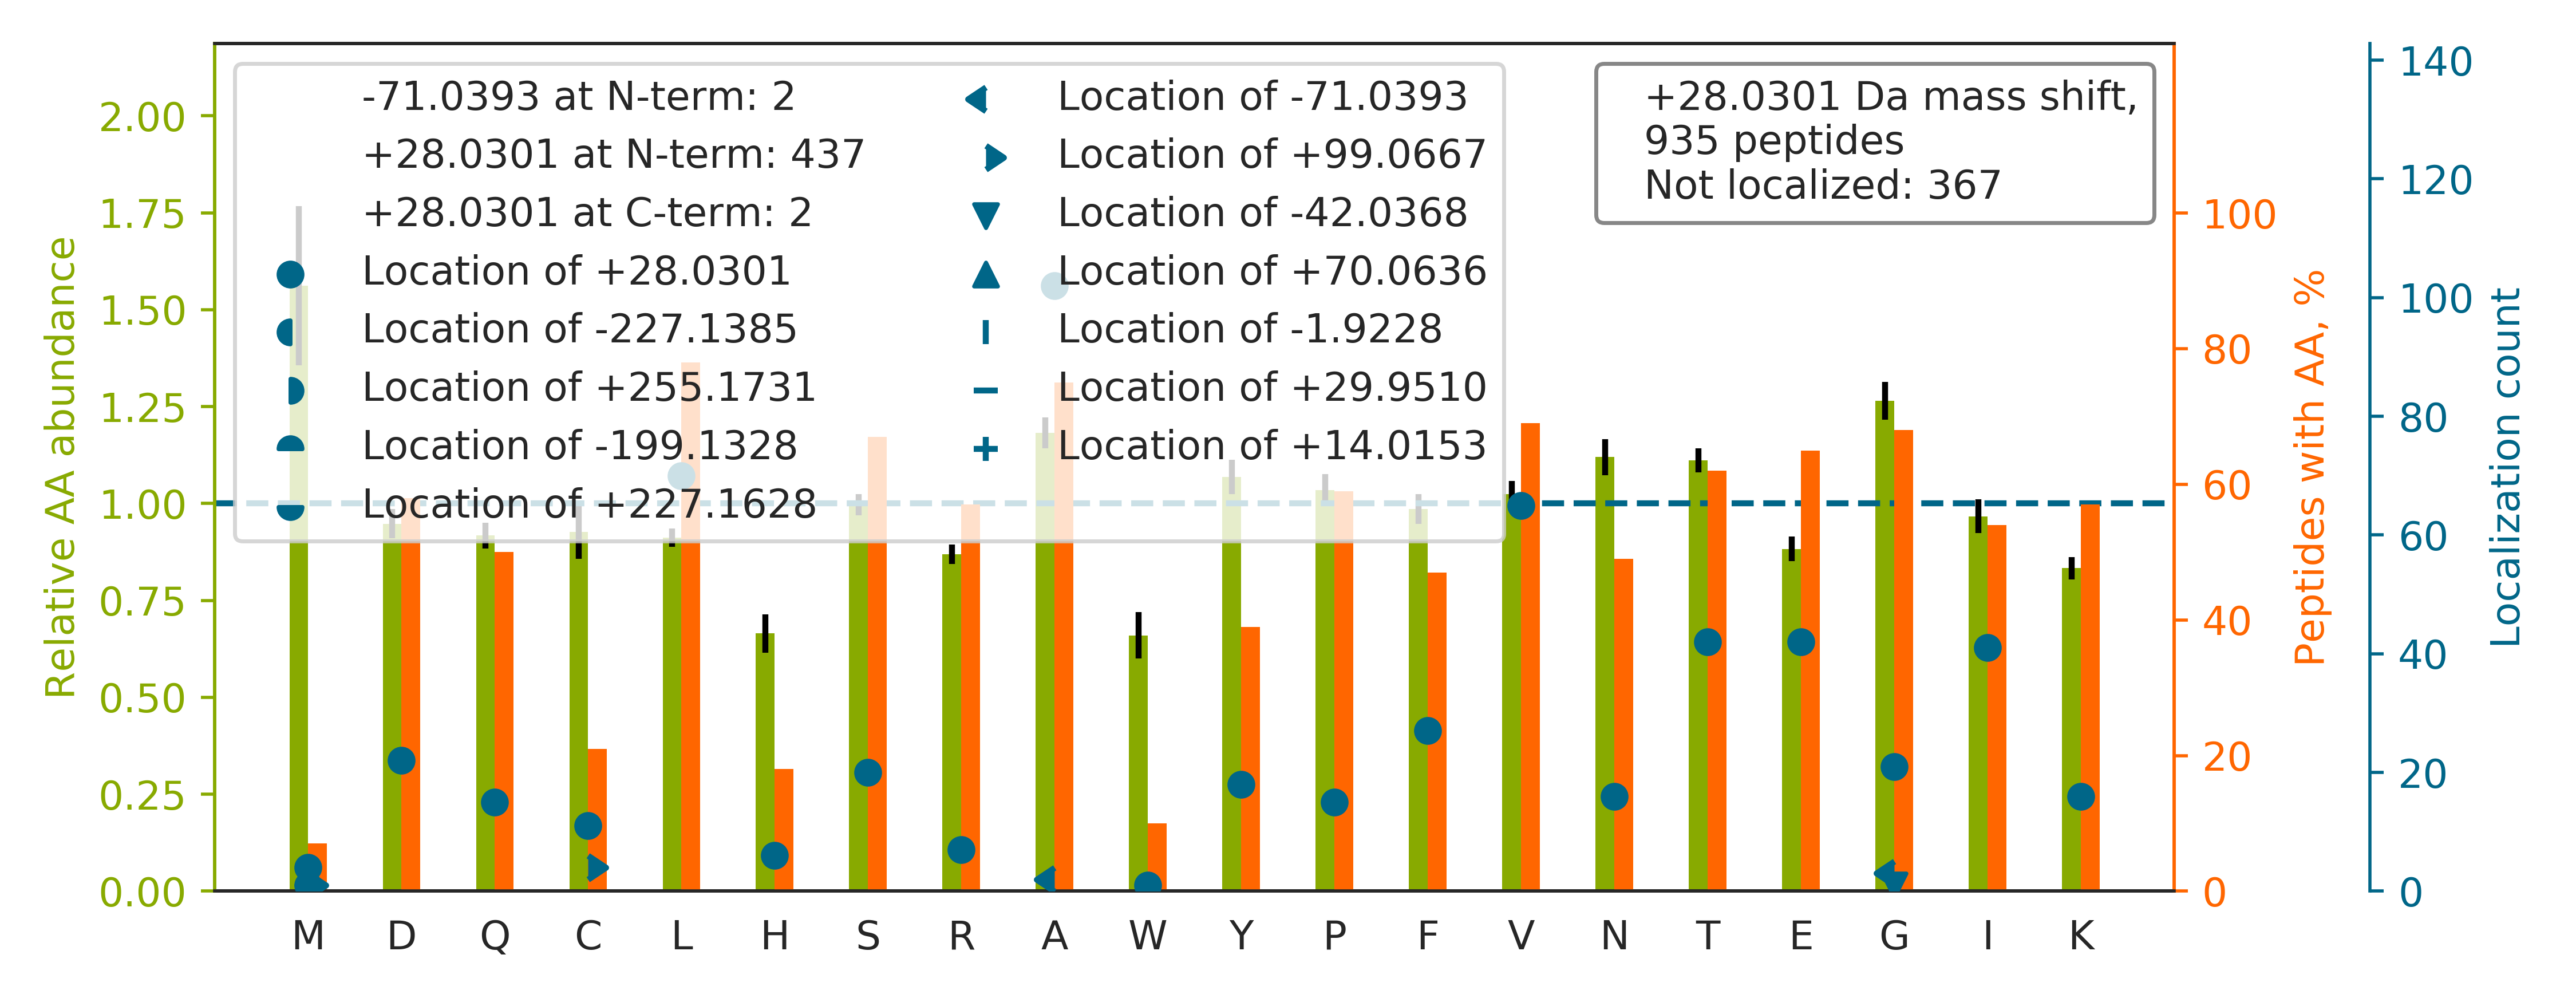 -71.0393 at N-term: 2
+28.0301 at N-term: 437
+28.0301 at C-term: 2
Location of +28.0301
Location of -227.1385
Location of +255.1731
Location of -199.1328
Location of +227.1628
Location of -71.0393
Location of +99.0667
Location of -42.0368
Location of +70.0636
Location of -1.9228
Location of +29.9510
Location of +14.0153
+28.0301 Da mass shift,
935 peptides
Not localized: 367
Relative AA abundance
2.00
1.75
1.50
1.25
1.00
0.75
0.50
0.25
0.00
M D Q C L H S R A W Y P F V N T E G I K
100
80
60
40
20
0
Peptides with AA, %
140
120
100
80
60
40
20
0
Localization count